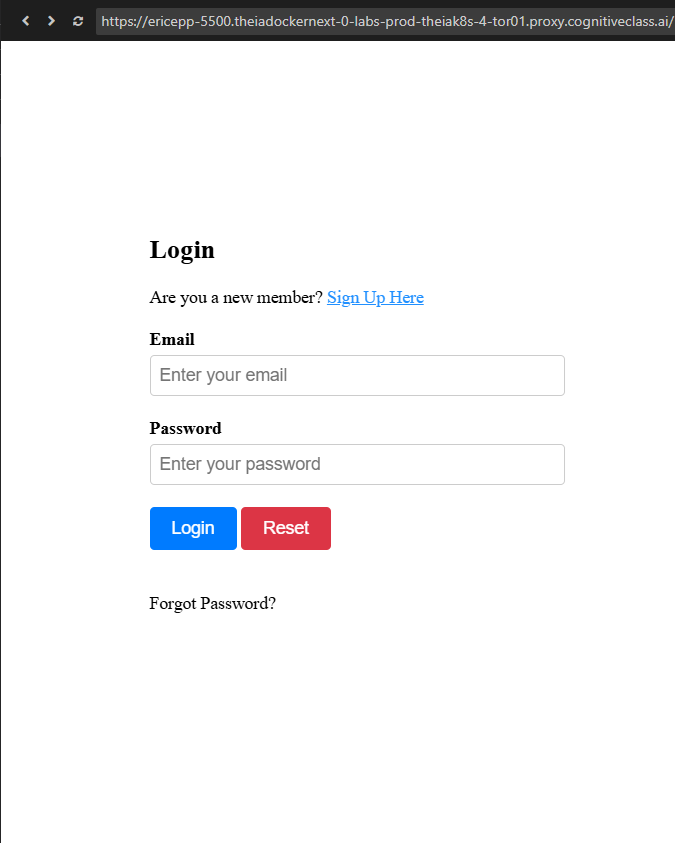 https://ericepp-5500.theiadockernext-0-labs-prod-theiak8s-4-tor01.proxy.cognitiveclass.ai/
Login
Are you a new member? Sign Up Here
Email
Enter your email
Password
Enter your password
Login Reset
Forgot Password?